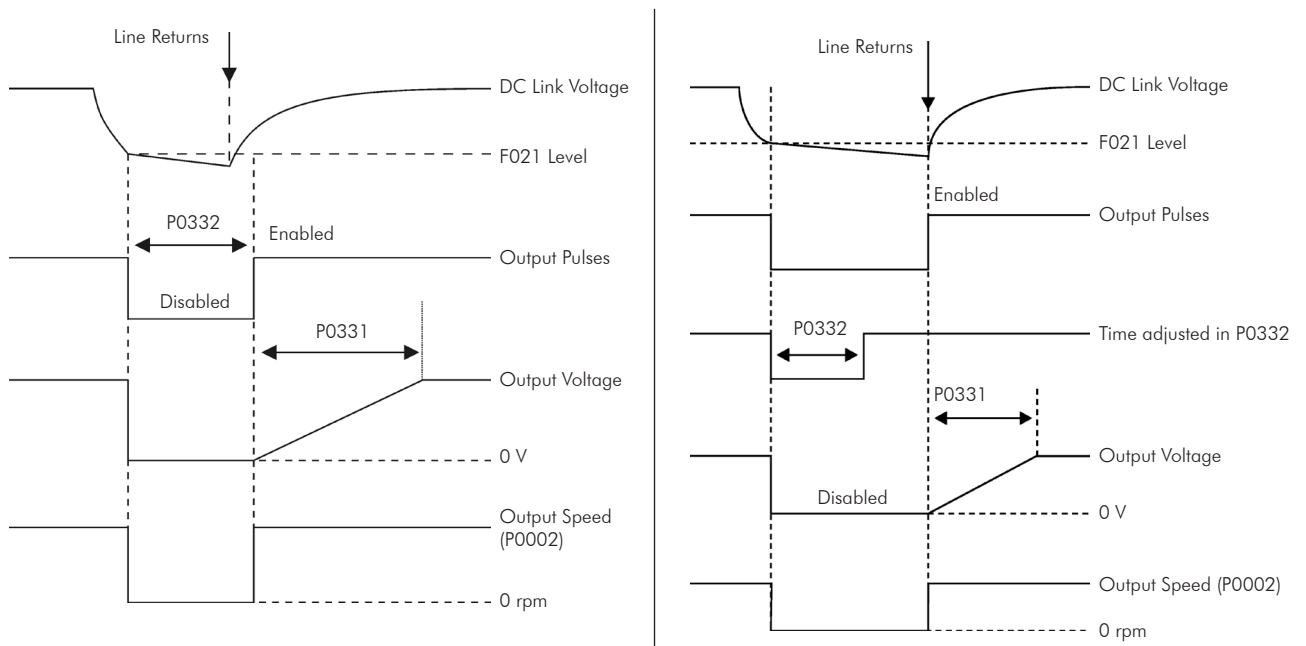 Line Returns
DC Link Voltage
F021 Level
P0332
Enabled
Output Pulses
Disabled
P0331
Output Voltage
0 V
Output Speed
(P0002)
0 rpm
Line Returns
DC Link Voltage
F021 Level
Enabled
Output Pulses
P0332
Time adjusted in P0332
P0331
Output Voltage
Disabled
0 V
Output Speed (P0002)
0 rpm